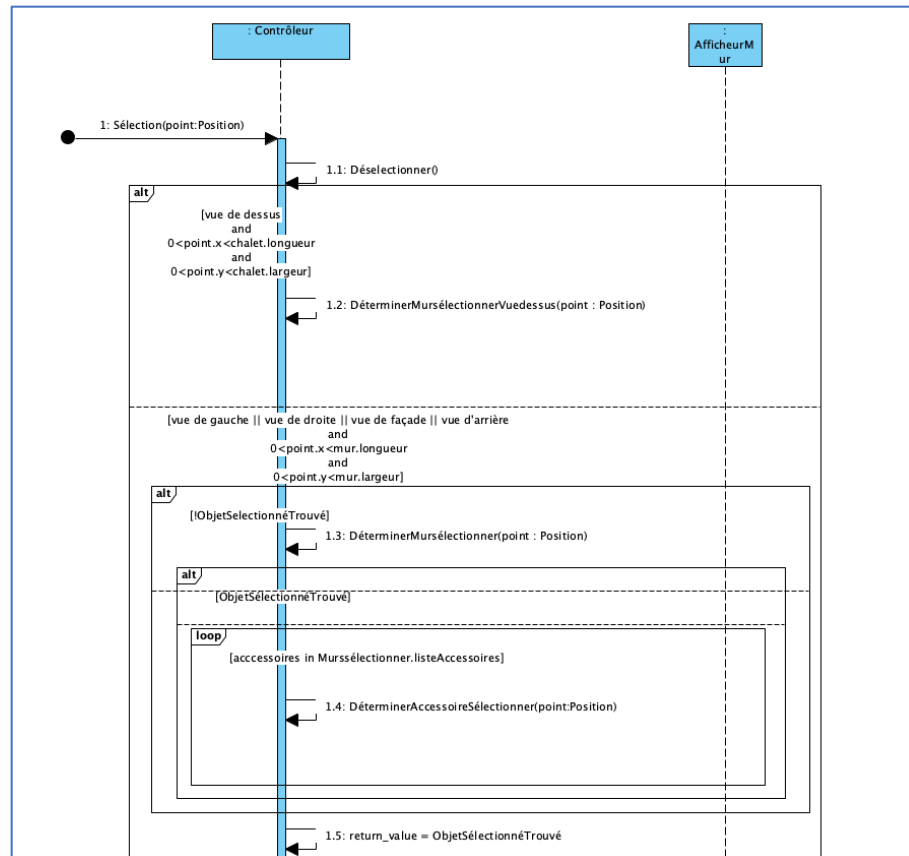 : Contrôleur
:
AfficheurM
ur
1: Sélection(point:Position)
1.1: Déselectionner()
alt
[vue de dessus
and
0<point.x<chalet.longueur
and
0<point.y<chalet.largeur]
1.2: DéterminerMursélectionnerVuedessus(point : Position)
[vue de gauche || vue de droite || vue de façade || vue d'arrière
and
0<point.x<mur.longueur
and
0<point.y<mur.largeur]
alt
[!ObjetSelectionnéTrouvé]
1.3: DéterminerMursélectionner(point : Position)
alt
[ObjetSélectionnéTrouvé]
loop
[acccessoires in Murssélectionner.listeAccessoires]
1.4: DéterminerAccessoireSélectionner(point:Position)
1.5: return_value = ObjetSélectionnéTrouvé